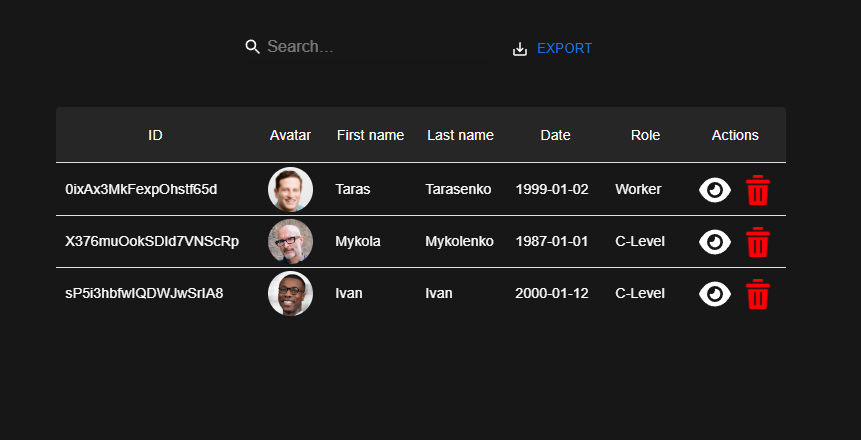 Search...
EXPORT
ID Avatar First name Last name Date Role Actions
0ixAx3MkFexpOhstf65d Taras Tarasenko 1999-01-02 Worker
X376muOokSDId7VNScRp Mykola Mykolenko 1987-01-01 C-Level
sP5i3hbfwIQDWJwSrIA8 Ivan Ivan 2000-01-12 C-Level